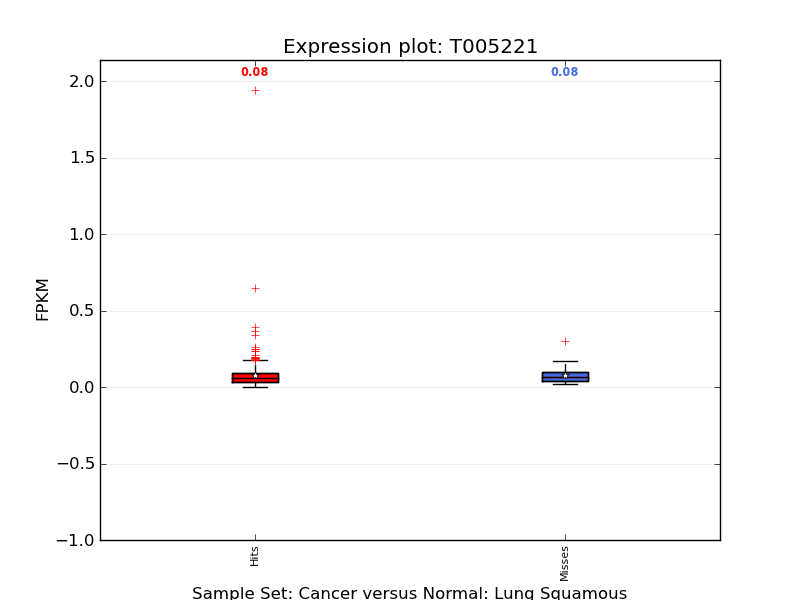 Expression plot: T005221
0.08 0.08
2.0
1.5
1.0
0.5
0.0
−0.5
−1.0
FPKM
Hits
Misses
Sample Set: Cancer versus Normal: Lung Squamous